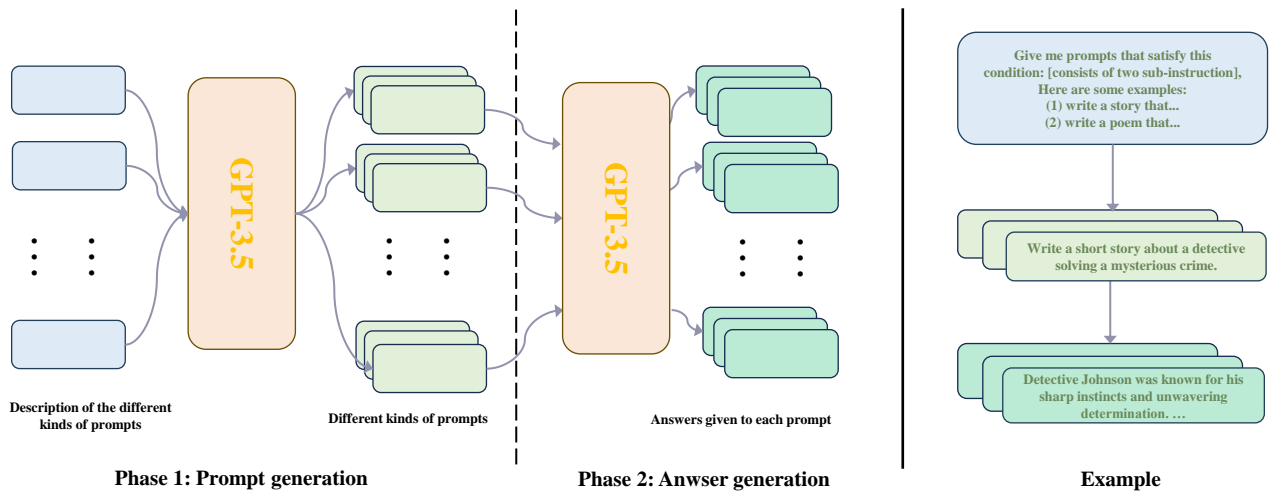 GPT-3.5
GPT-3.5
Description of the different
kinds of prompts
Different kinds of prompts
Answers given to each prompt
Phase 1: Prompt generation
Phase 2: Anwser generation
Give me prompts that satisfy this
condition: [consists of two sub-instruction],
Here are some examples:
(1) write a story that...
(2) write a poem that...
Write a short story about a detective
solving a mysterious crime.
Detective Johnson was known for his
sharp instincts and unwavering
determination. …
Example